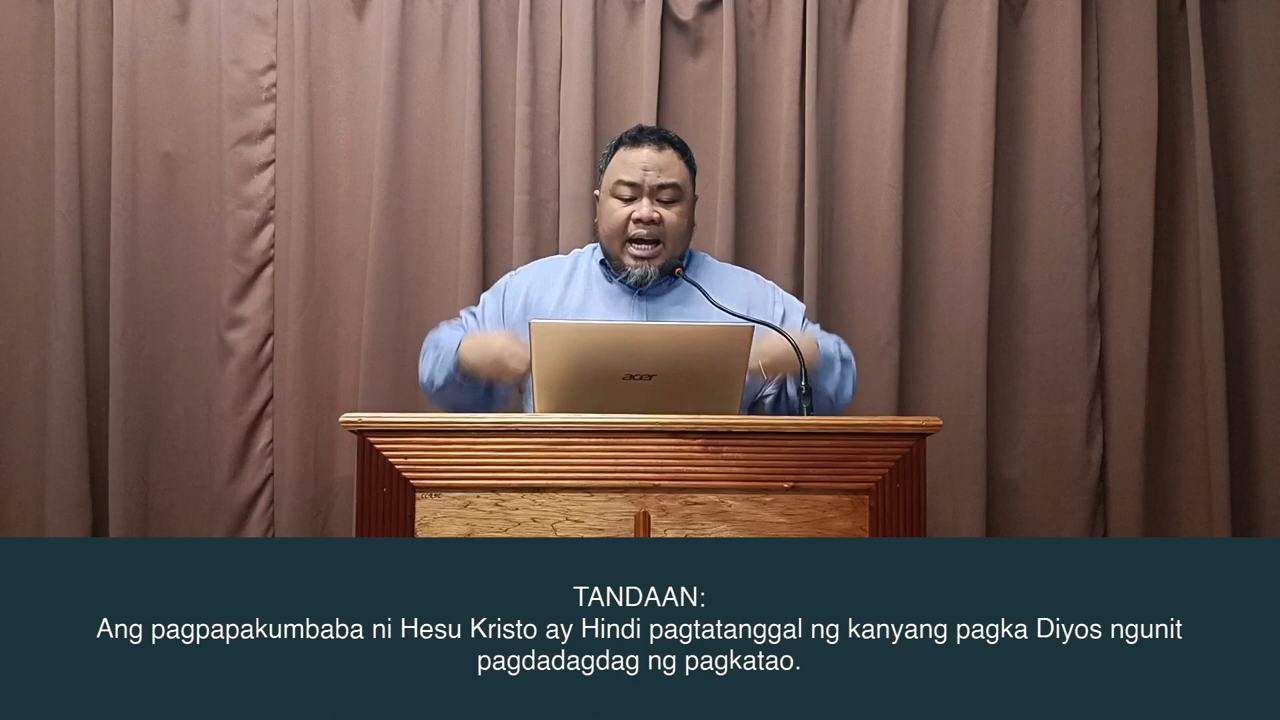 acer
TANDAAN:
Ang pagpapakumbaba ni Hesu Kristo ay Hindi pagtatanggal ng kanyang pagka Diyos ngunit
pagdadagdag ng pagkatao.